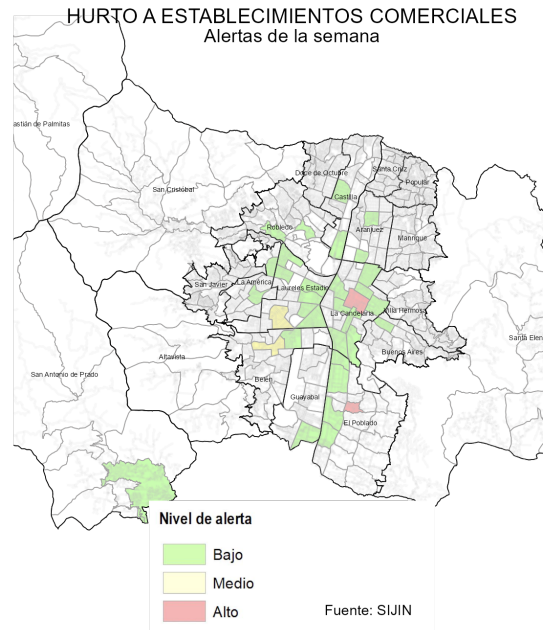 HURTO A ESTABLECIMIENTOS COMERCIALES
Alertas de la semana
astián de Palmitas
Doce de Octubre
Santa Cruz
San Cristóbal
Popular
Castilla
Robledo
Aranjuez
Manrique
San Javier
La América
Laureles Estadio
La Candelaria
Villa Hermosa
Santa Elen
Altavista
Buenos Aires
San Antonio de Prado
Belén
Guayabal
El Poblado
Nivel de alerta
Bajo
Medio
Alto
Fuente: SIJIN